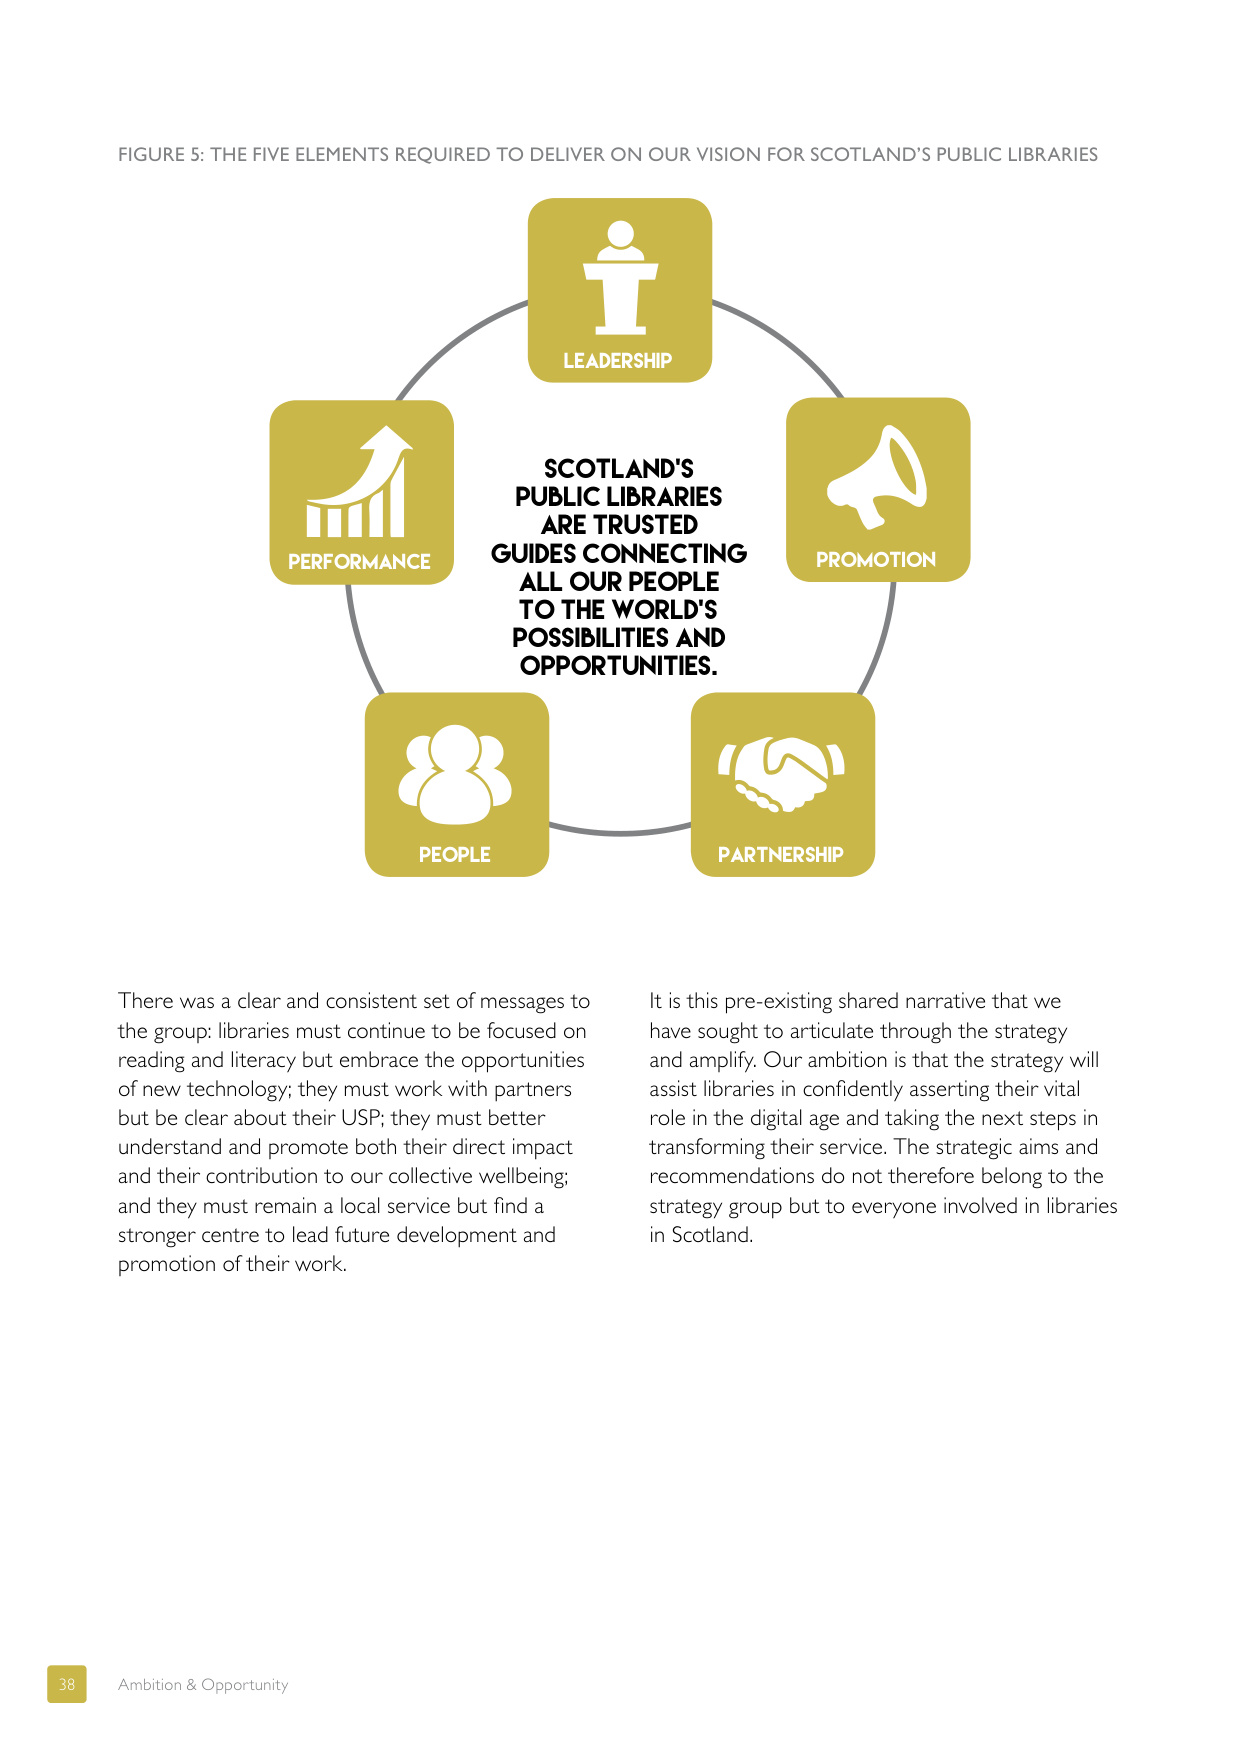 FIGURE 5: THE FIVE ELEMENTS REQUIRED TO DELIVER ON OUR VISION FOR SCOTLAND'S PUBLIC LIBRARIES
LEADERSHIP
PERFORMANCE
PROMOTION
SCOTLAND'S
PUBLIC LIBRARIES
ARE TRUSTED
GUIDES CONNECTING
ALL OUR PEOPLE
TO THE WORLD'S
POSSIBILITIES AND
OPPORTUNITIES.
PEOPLE
PARTNERSHIP
There was a clear and consistent set of messages to
the group: libraries must continue to be focused on
reading and literacy but embrace the opportunities
of new technology; they must work with partners
but be clear about their USP; they must better
understand and promote both their direct impact
and their contribution to our collective wellbeing;
and they must remain a local service but find a
stronger centre to lead future development and
promotion of their work.
It is this pre-existing shared narrative that we
have sought to articulate through the strategy
and amplify. Our ambition is that the strategy will
assist libraries in confidently asserting their vital
role in the digital age and taking the next steps in
transforming their service. The strategic aims and
recommendations do not therefore belong to the
strategy group but to everyone involved in libraries
in Scotland.
38
Ambition & Opportunity